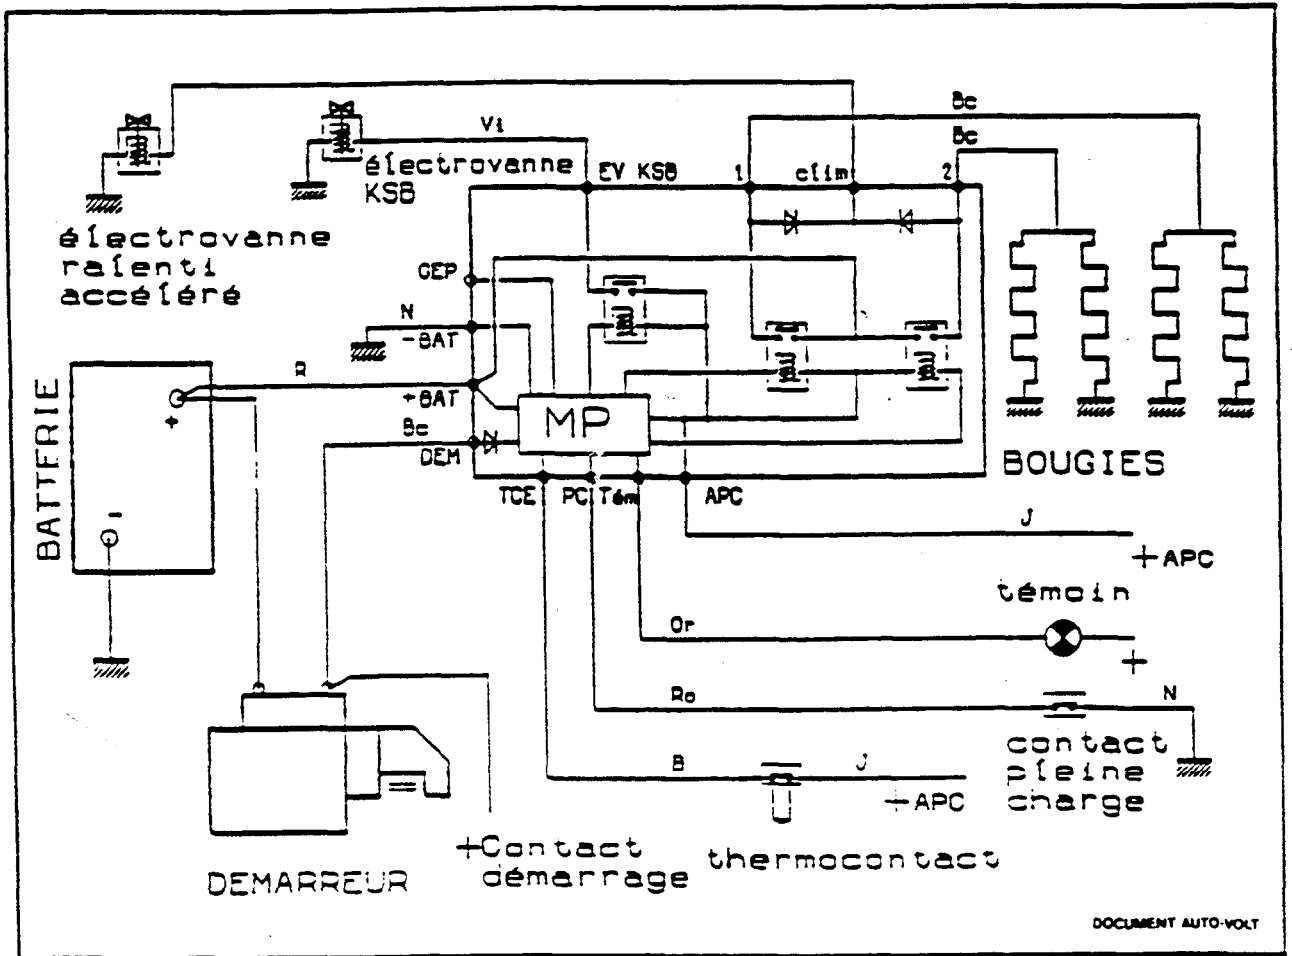 Bc
Bc
Vi
électrovanne
KSB
EV KSB
1
clim
2
électrovanne
ralenti
accéléré
GEP
N
-BAT
R
+BAT
MP
Bc
DEM
BATTERIE
+
-
BOUGIES
TCE
PC
Tém
APC
J
+APC
témoin
Or
+
Ro
N
contact
pleine
charge
B
J
+APC
thermocontact
+Contact
démarrage
DEMARREUR
DOCUMENT AUTO-VOLT